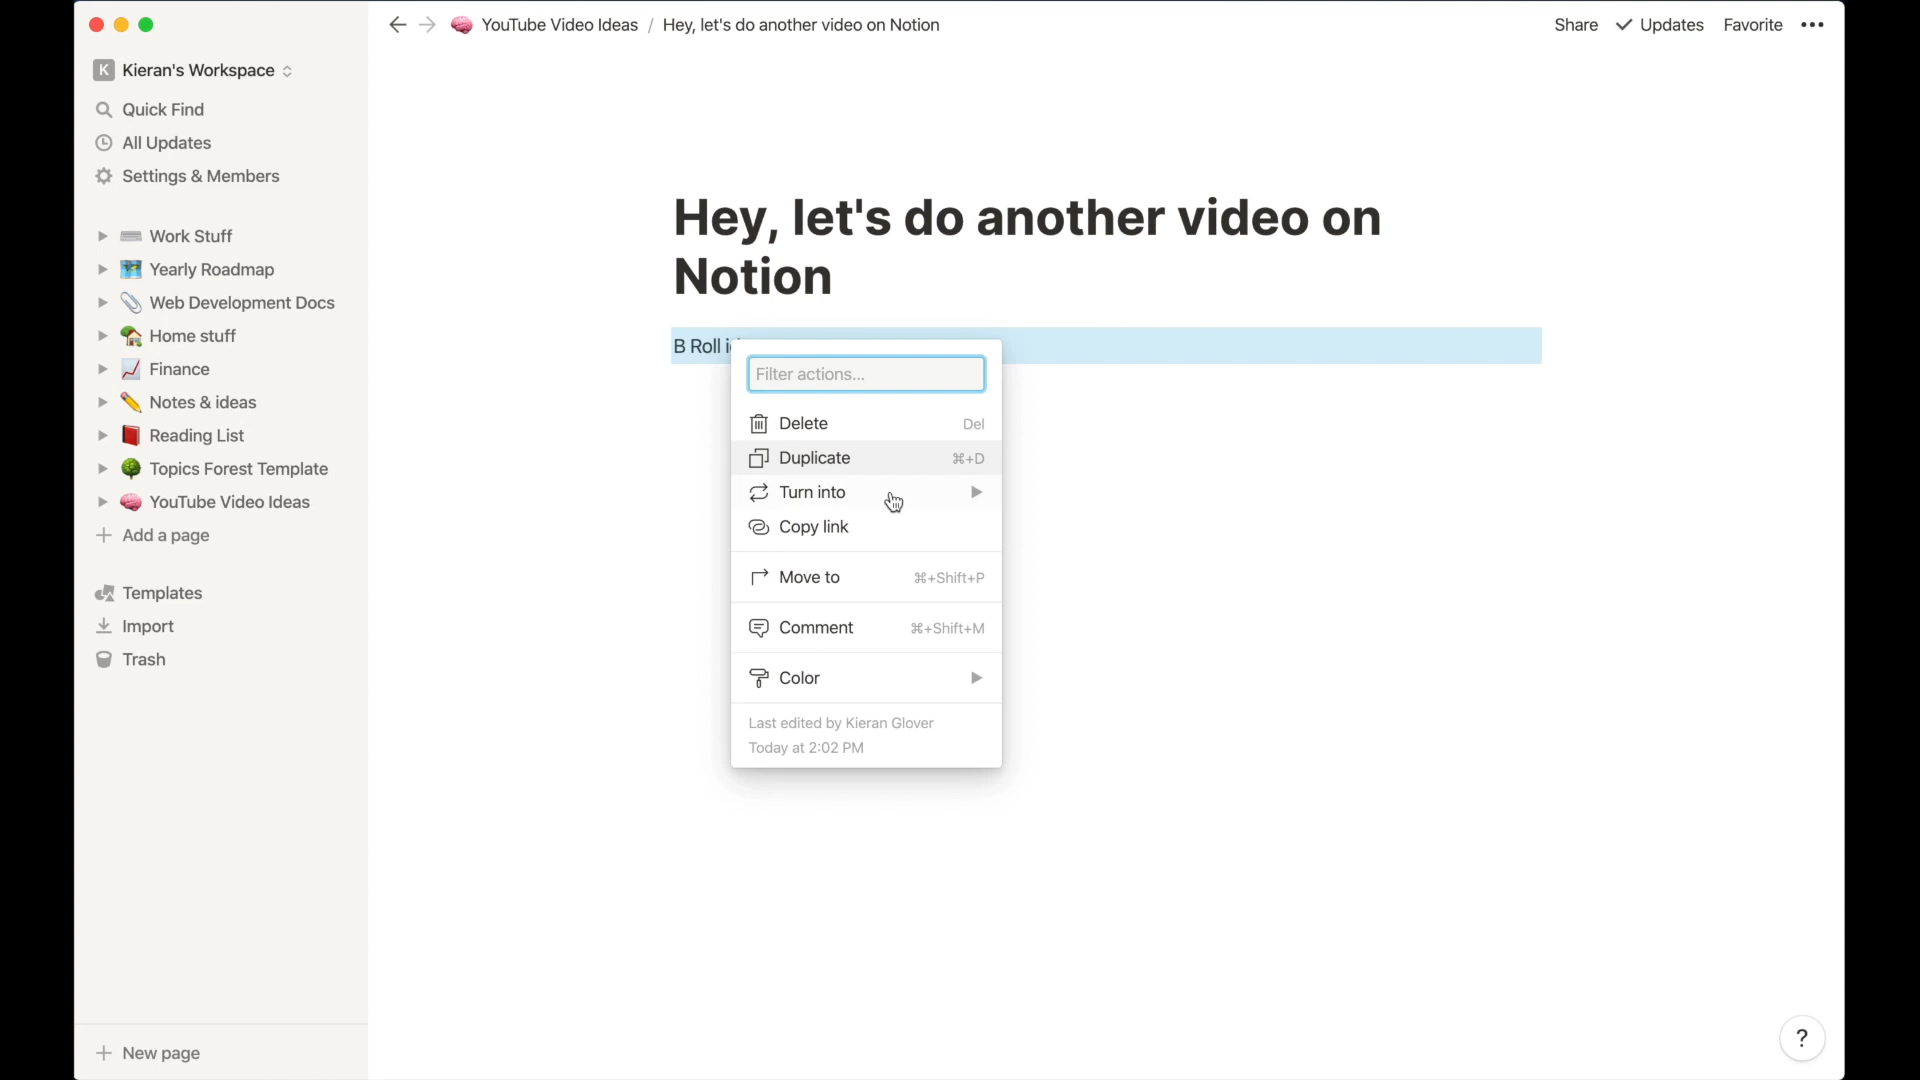 YouTube Video Ideas / Hey, let's do another video on Notion
Share
Updates
Favorite
K Kieran's Workspace
Quick Find
All Updates
Settings & Members
Work Stuff
Yearly Roadmap
Web Development Docs
Home stuff
Finance
Notes & ideas
Reading List
Topics Forest Template
YouTube Video Ideas
Add a page
Templates
Import
Trash
New page
Hey, let's do another video on
Notion
B Roll
Filter actions...
Delete Del
Duplicate ⌘+D
Turn into
Copy link
Move to ⌘+Shift+P
Comment ⌘+Shift+M
Color
Last edited by Kieran Glover
Today at 2:02 PM
?